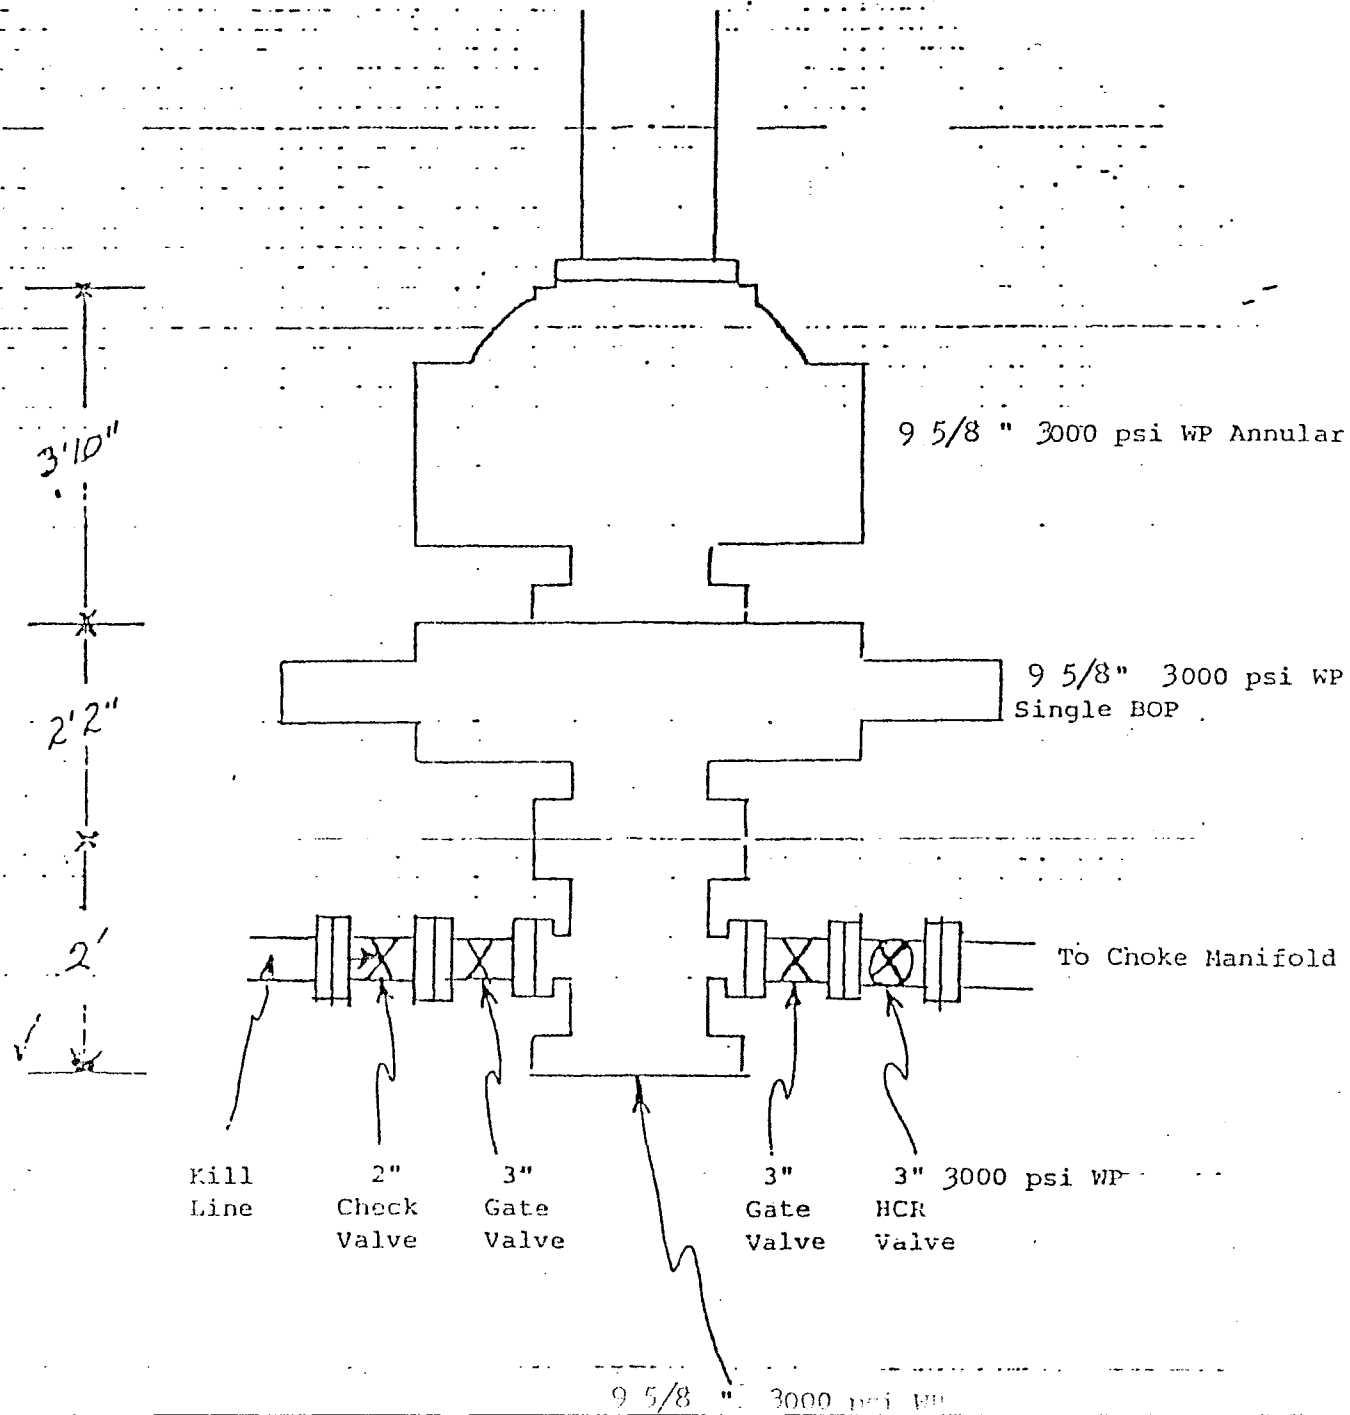 3'10"
9 5/8 " 3000 psi WP Annular
9 5/8" 3000 psi WP
Single BOP
2'2"
2'
To Choke Manifold
Kill
Line
2"
Check
Valve
3"
Gate
Valve
3"
Gate
Valve
3" 3000 psi WP
HCR
Valve
9 5/8 " 3000 psi WP